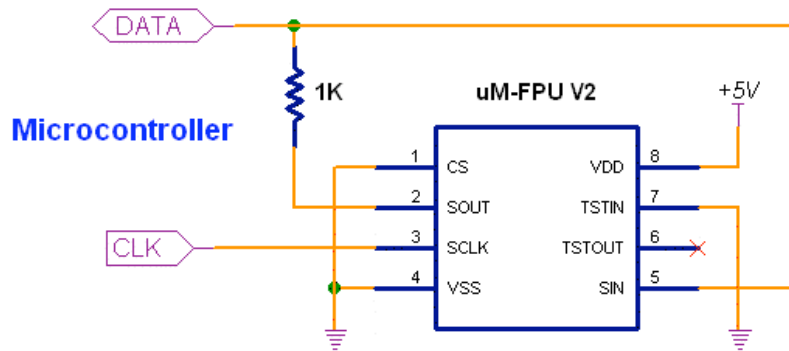 DATA
1K
uM-FPU V2
+5V
Microcontroller
1 CS VDD 8
2 SOUT TSTIN 7
CLK 3 SCLK TSTOUT 6
4 VSS SIN 5